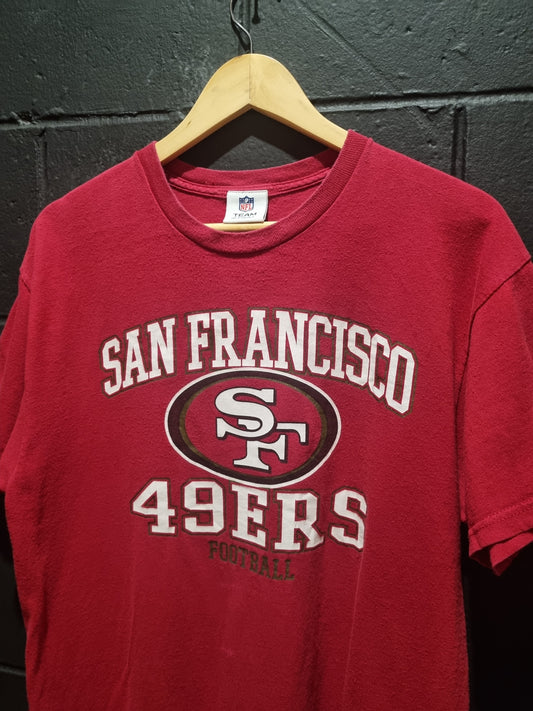 NFL
TEAM
SAN FRANCISCO
SF
49ERS
FOOTBALL